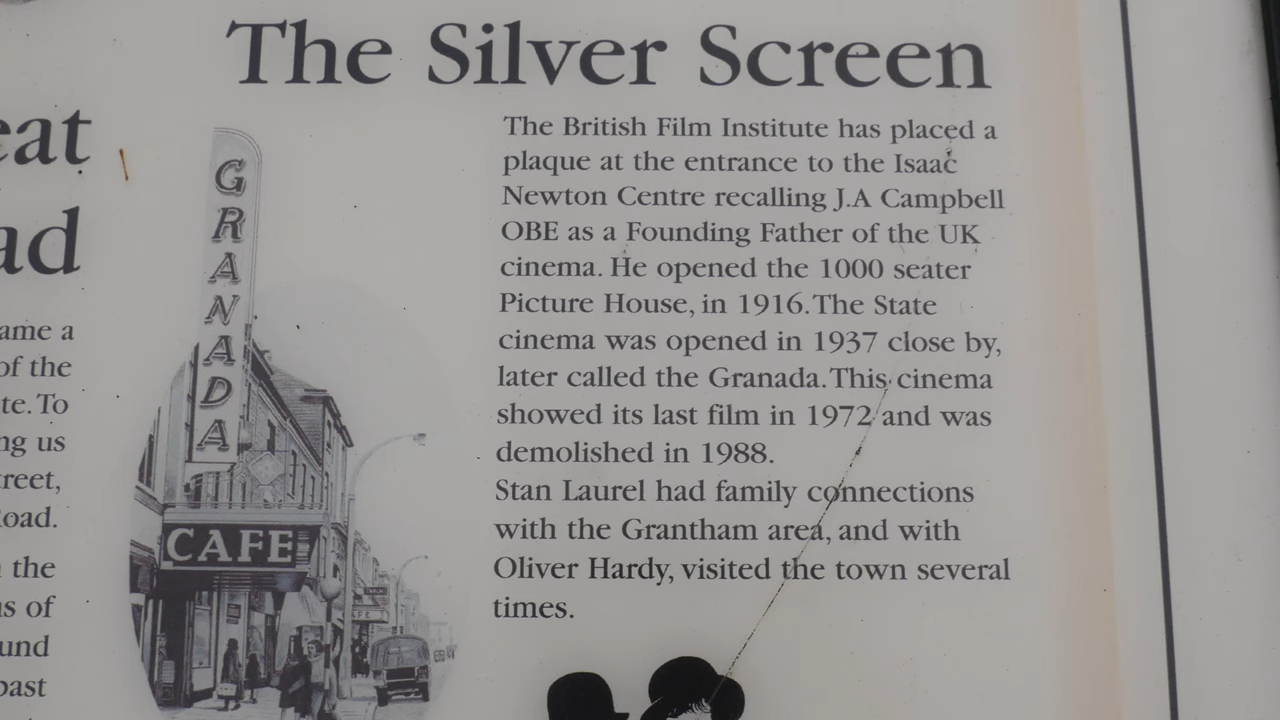 The Silver Screen
eat
ad
ame a
of the
te. To
ng us
treet,
oad.
the
s of
und
past
GRANADA
CAFE
The British Film Institute has placed a
plaque at the entrance to the Isaac
Newton Centre recalling J.A Campbell
OBE as a Founding Father of the UK
cinema. He opened the 1000 seater
Picture House, in 1916. The State
cinema was opened in 1937 close by,
later called the Granada. This cinema
showed its last film in 1972 and was
demolished in 1988.
Stan Laurel had family connections
with the Grantham area, and with
Oliver Hardy, visited the town several
times.